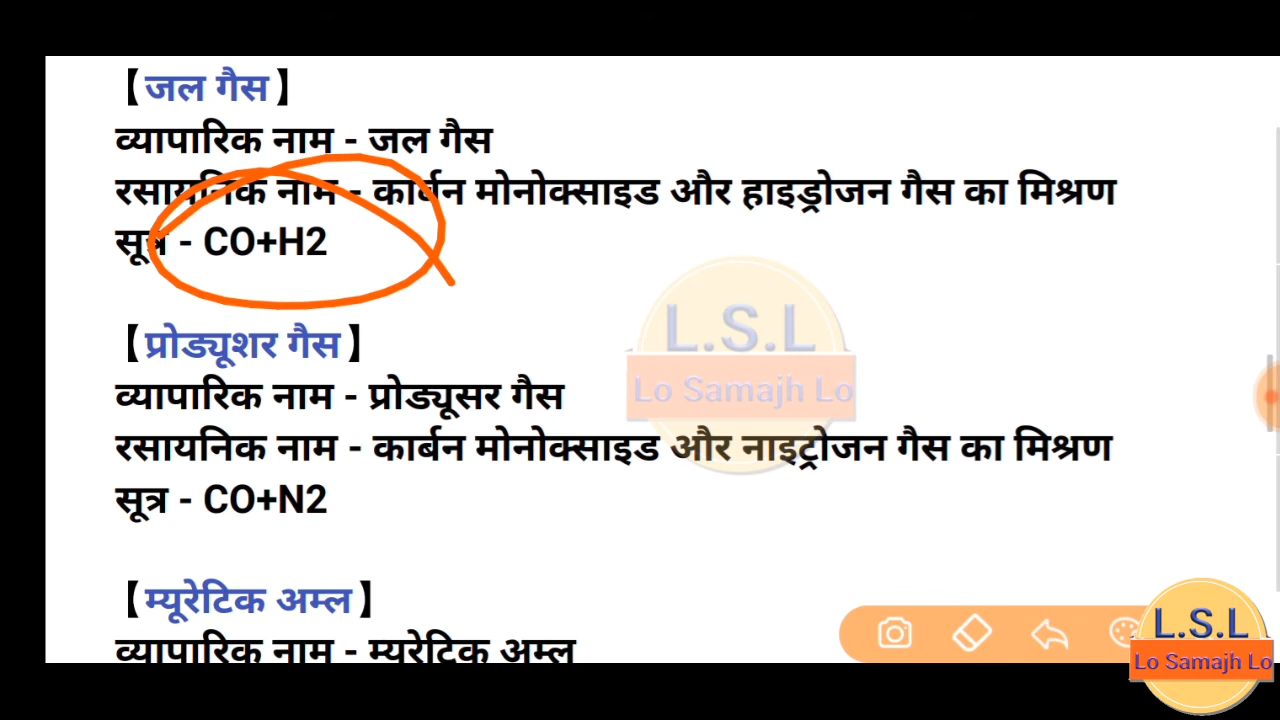 【जल गैस】
व्यापारिक नाम - जल गैस
रसायनिक नाम - कार्बन मोनोक्साइड और हाइड्रोजन गैस का मिश्रण
सूत्र - CO+H2
【प्रोड्यूशर गैस】
व्यापारिक नाम - प्रोड्यूसर गैस
रसायनिक नाम - कार्बन मोनोक्साइड और नाइट्रोजन गैस का मिश्रण
सूत्र - CO+N2
【म्यूरेटिक अम्ल】
व्यापारिक नाम - म्यूरेटिक अम्ल
L.S.L
Lo Samajh Lo
L.S.L
Lo Samajh Lo